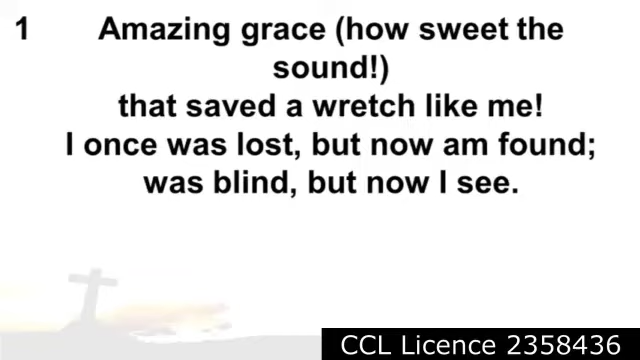 1 Amazing grace (how sweet the
sound!)
that saved a wretch like me!
I once was lost, but now am found;
was blind, but now I see.
CCL Licence 2358436